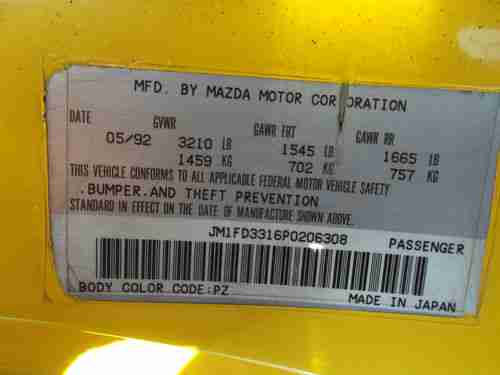 MFD. BY MAZDA MOTOR CORPORATION
DATE GVWR GAWR FRT GAWR RR
05/92 3210 LB 1545 LB 1665 LB
1459 KG 702 KG 757 KG
THIS VEHICLE CONFORMS TO ALL APPLICABLE FEDERAL MOTOR VEHICLE SAFETY
.BUMPER.AND THEFT PREVENTION
STANDARD IN EFFECT ON THE DATE OF MANUFACTURE SHOWN ABOVE.
JM1FD3316P0206308 PASSENGER
BODY COLOR CODE:PZ MADE IN JAPAN